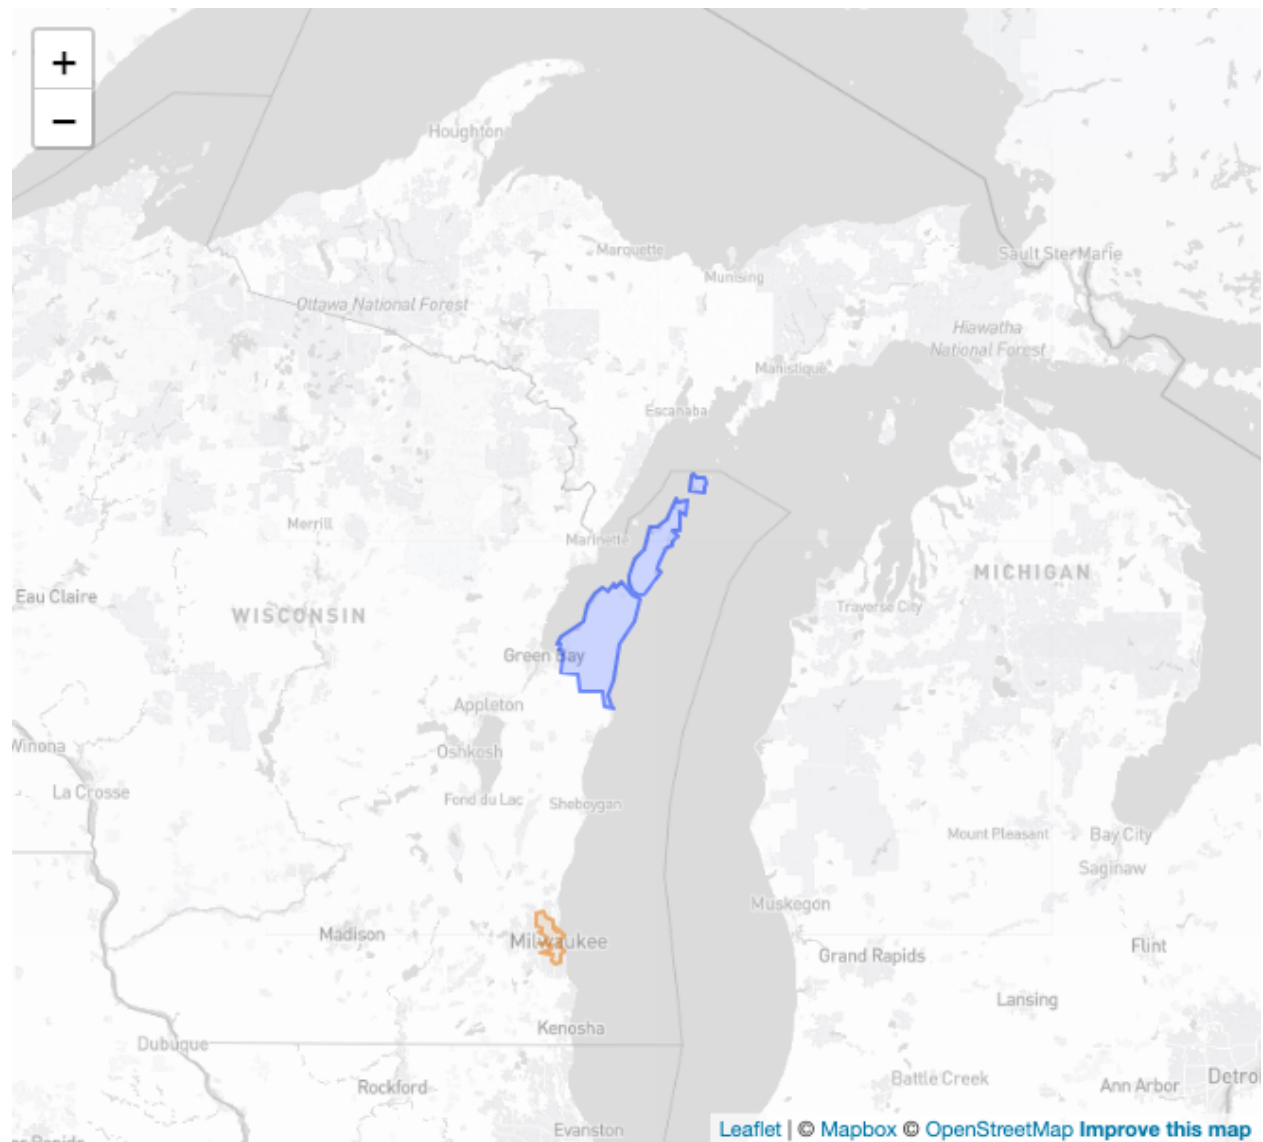 +
−
Houghton
Marquette
Sault Ste. Marie
Munising
Ottawa National Forest
Hiawatha
National Forest
Manistique
Escanaba
Merrill
Marinette
MICHIGAN
Eau Claire
WISCONSIN
Traverse City
Green Bay
Appleton
Winona
Oshkosh
La Crosse
Fond du Lac
Sheboygan
Mount Pleasant
Bay City
Saginaw
Muskegon
Madison
Milwaukee
Flint
Grand Rapids
Lansing
Kenosha
Dubuque
Battle Creek
Ann Arbor
Detroi
Rockford
Evanston
Leaflet | © Mapbox © OpenStreetMap Improve this map